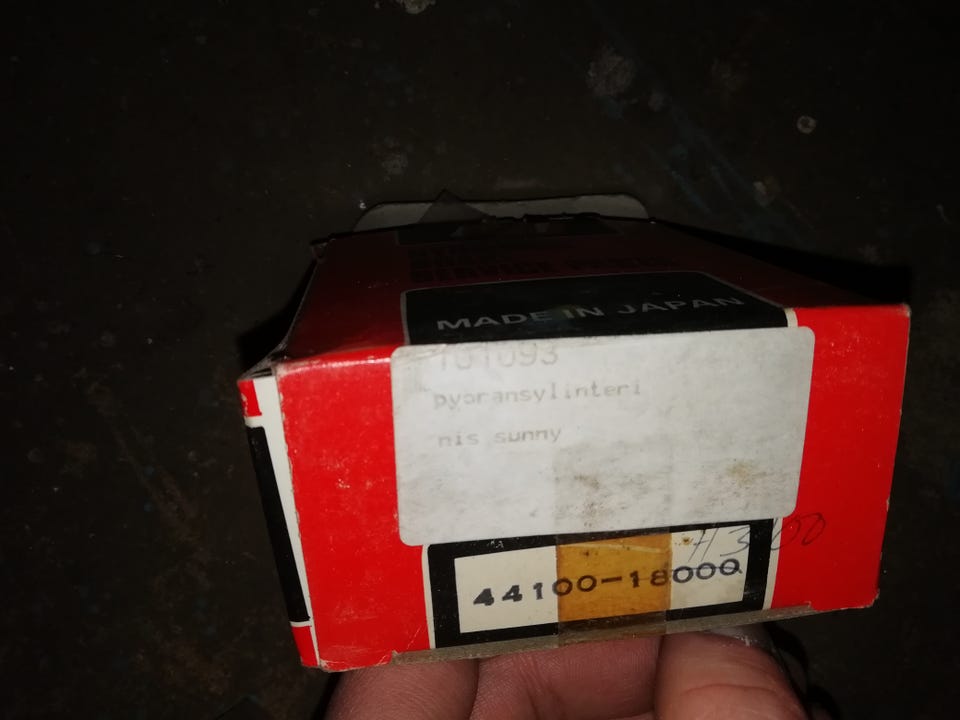 MADE IN JAPAN
101093
pyoransylinteri
nis sunny
44100-18000